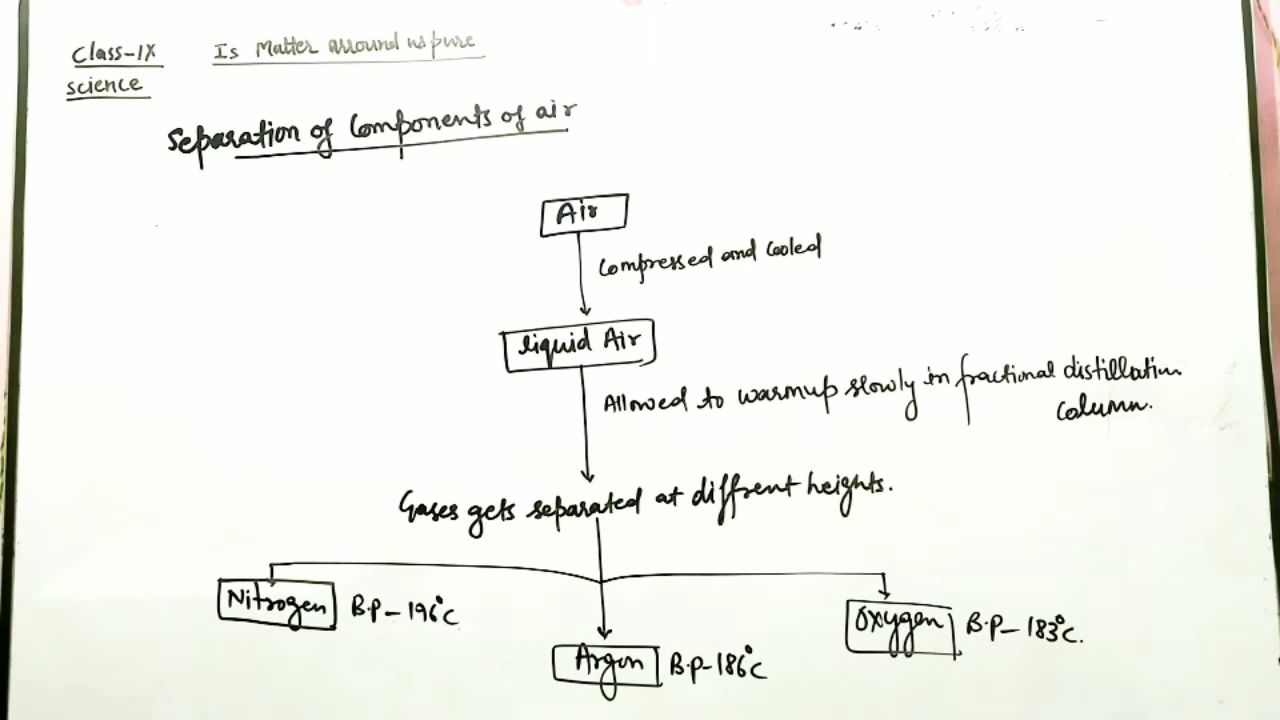 Class-IX
Is Matter arround us pure
science
Separation of Components of air
Air
Compressed and Cooled
liquid Air
Allowed to warmup slowly in fractional distillation
Column.
Gases gets separated at diffrent heights.
Nitrogen B.P-196°C
Argon B.P-186°C
Oxygen B.P-183°C.